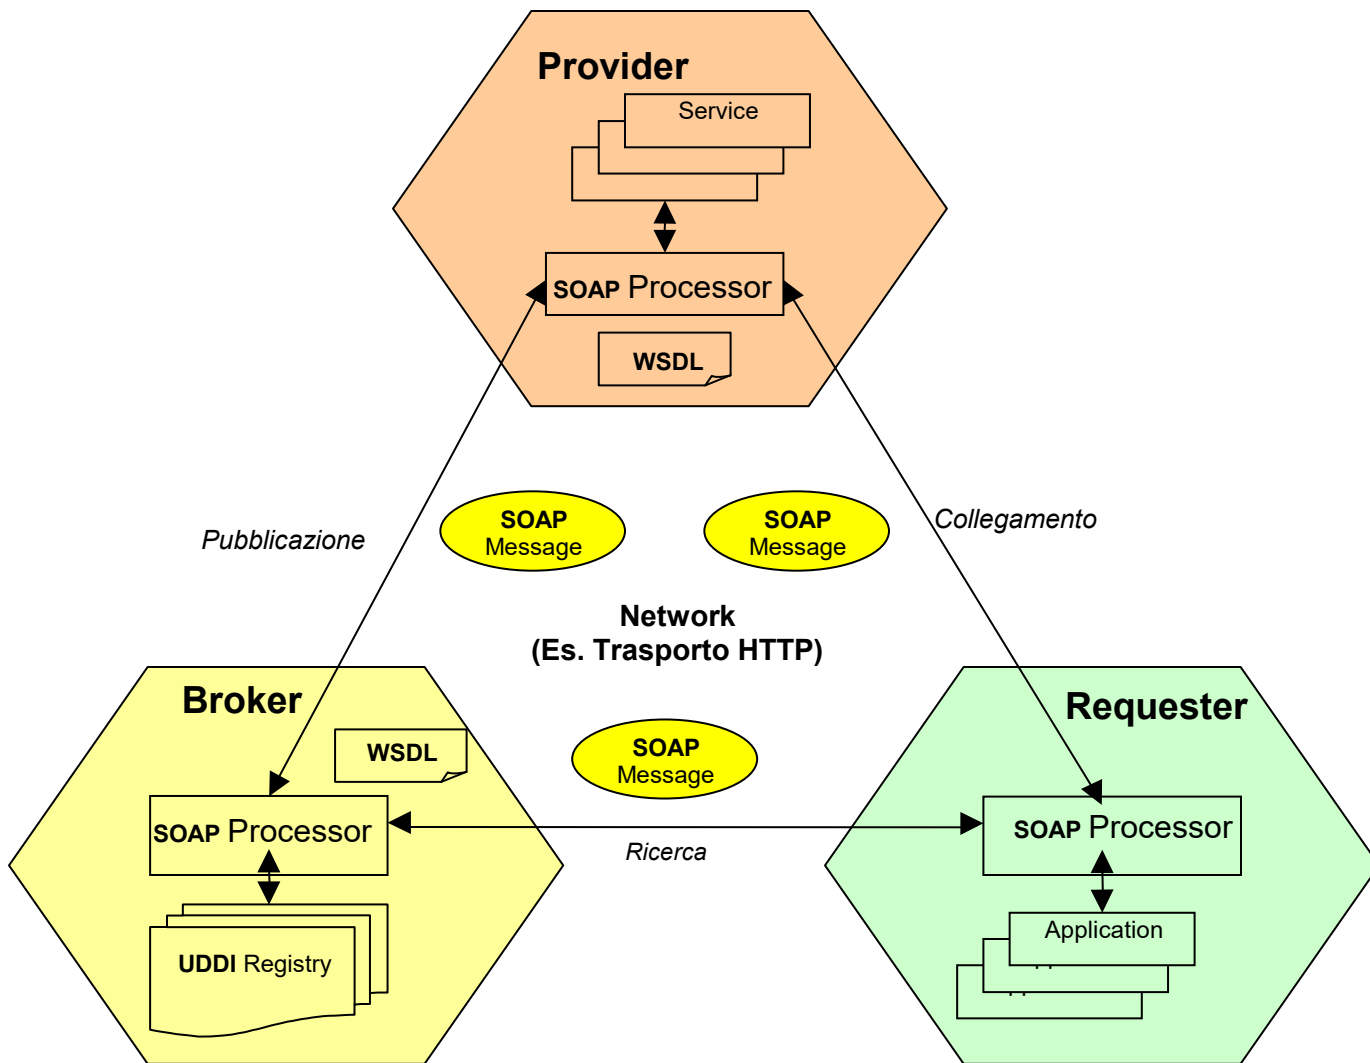 Provider
Service
SOAP Processor
WSDL
Pubblicazione
SOAP
Message
SOAP
Message
Collegamento
Network
(Es. Trasporto HTTP)
Broker
WSDL
SOAP Processor
UDDI Registry
SOAP
Message
Ricerca
Requester
SOAP Processor
Application